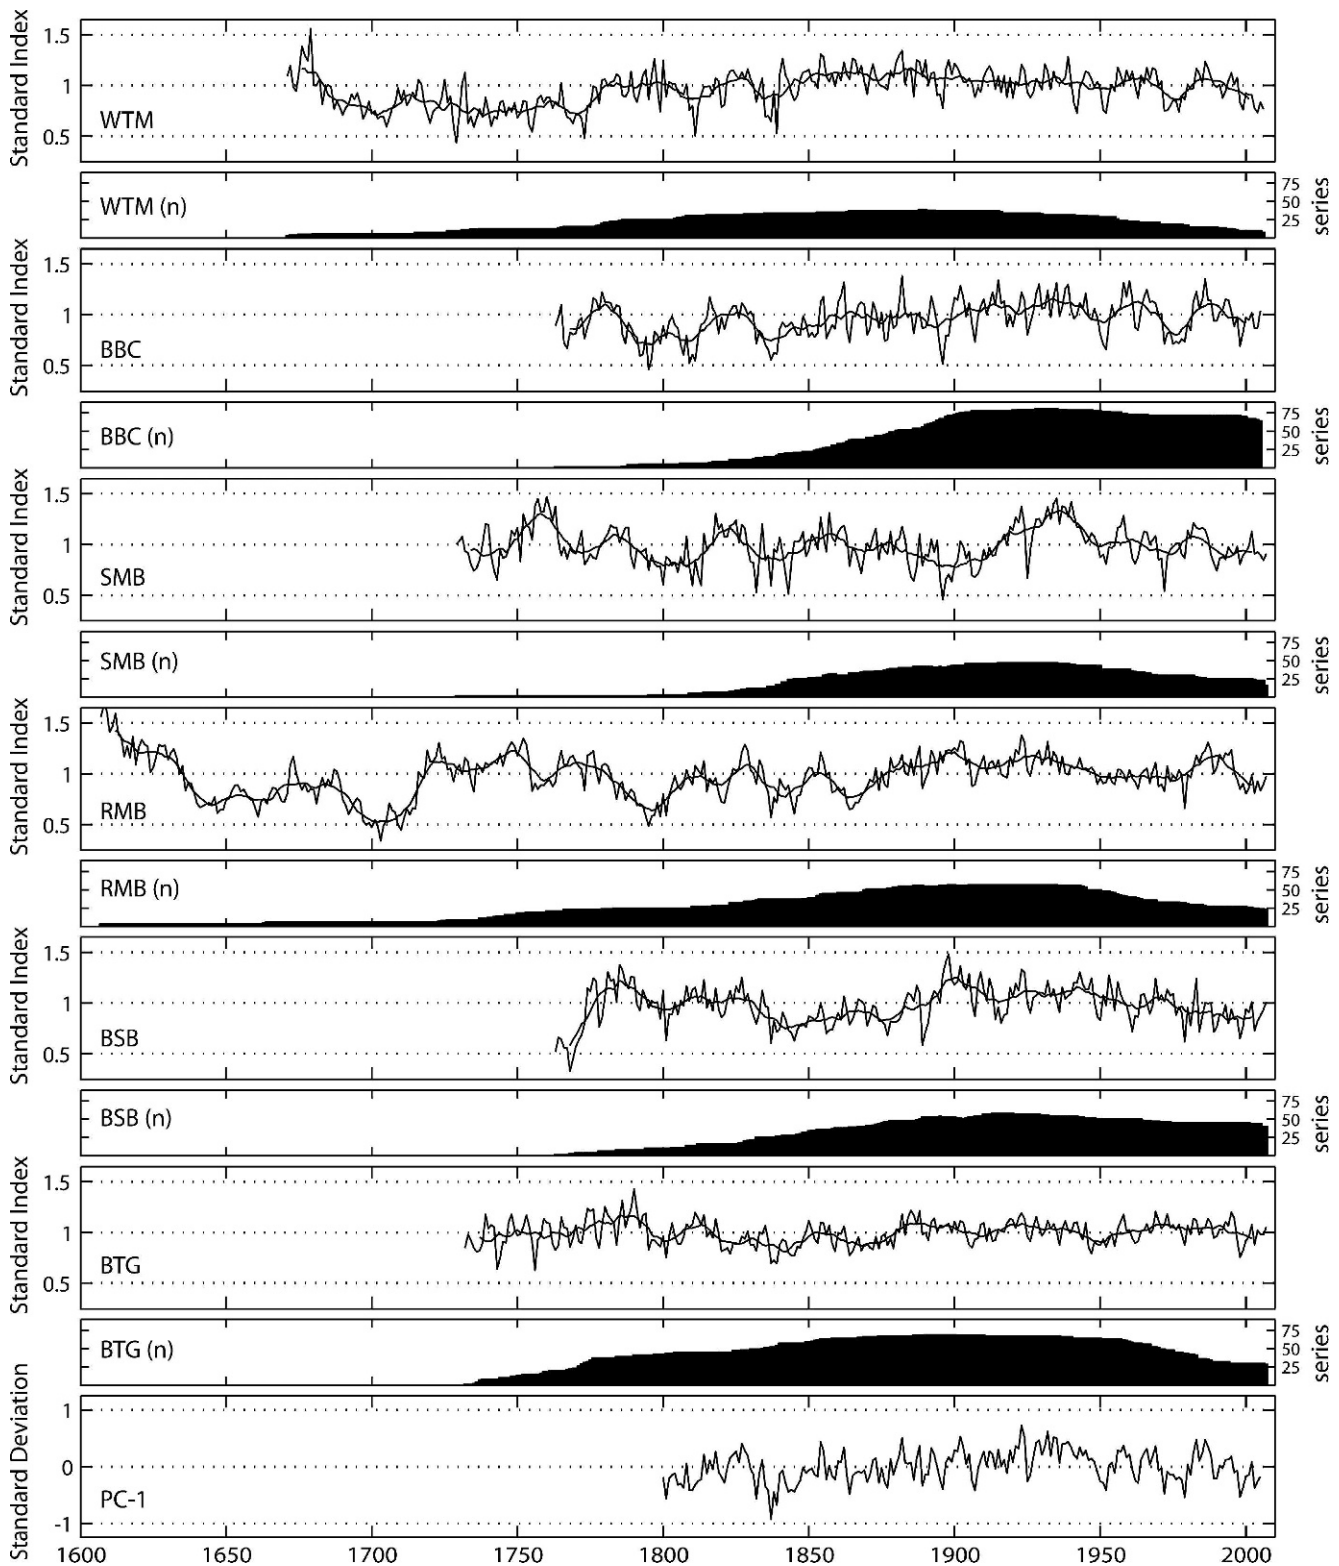 Standard Index
1.5
1
0.5
WTM
WTM (n)
75
50
25
series
Standard Index
1.5
1
0.5
BBC
BBC (n)
75
50
25
series
Standard Index
1.5
1
0.5
SMB
SMB (n)
75
50
25
series
Standard Index
1.5
1
0.5
RMB
RMB (n)
75
50
25
series
Standard Index
1.5
1
0.5
BSB
BSB (n)
75
50
25
series
Standard Index
1.5
1
0.5
BTG
BTG (n)
75
50
25
series
Standard Deviation
1
0
-1
PC-1
1600 1650 1700 1750 1800 1850 1900 1950 2000